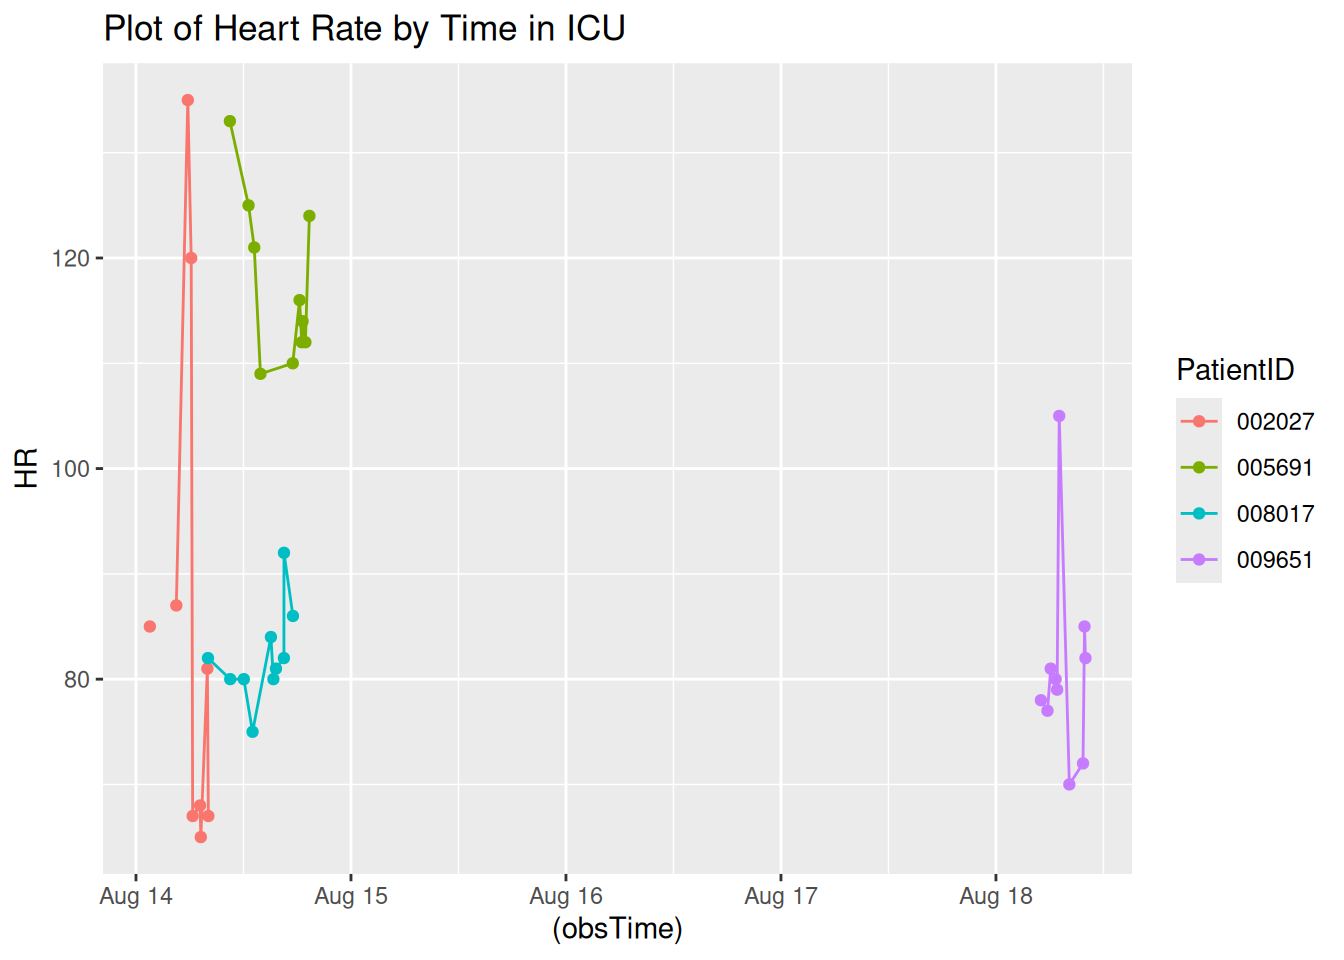 Plot of Heart Rate by Time in ICU
120
100
80
HR
Aug 14
Aug 15
Aug 16
Aug 17
Aug 18
(obsTime)
PatientID
002027
005691
008017
009651